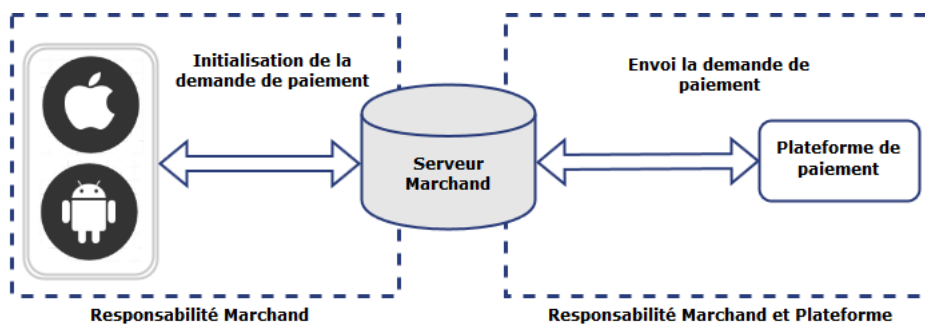 Initialisation de la
demande de paiement
Envoi la demande de
paiement
Serveur
Marchand
Plateforme de
paiement
Responsabilité Marchand
Responsabilité Marchand et Plateforme